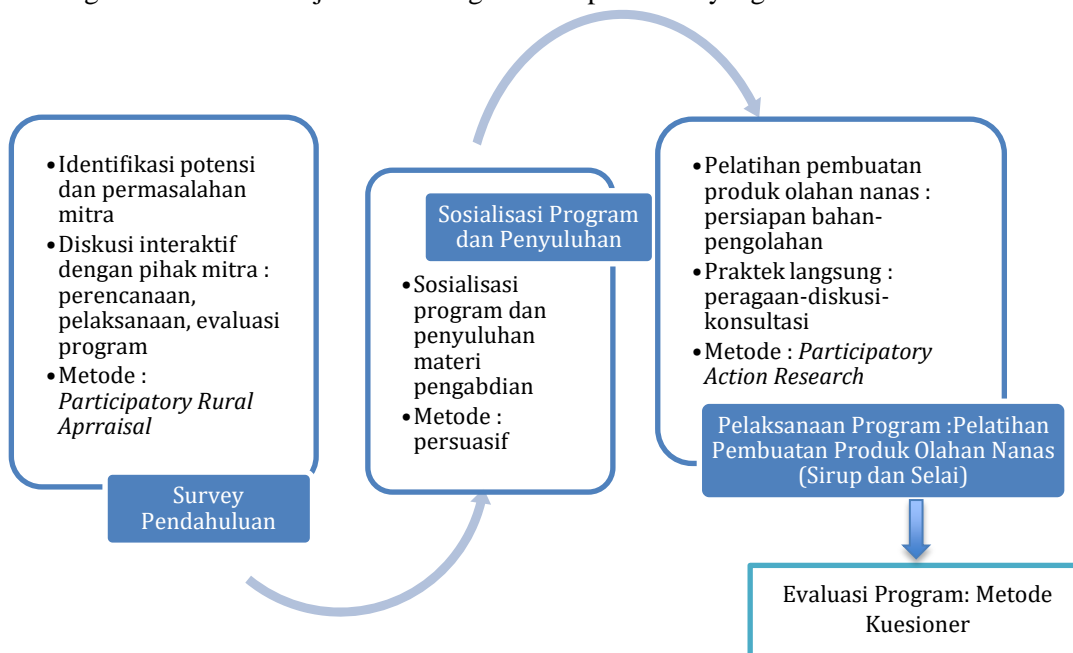 •Identifikasi potensi
dan permasalahan
mitra
•Diskusi interaktif
dengan pihak mitra :
perencanaan,
pelaksanaan, evaluasi
program
•Metode :
Participatory Rural
Aprraisal
Survey
Pendahuluan
Sosialisasi Program
dan Penyuluhan
•Sosialisasi
program dan
penyuluhan
materi
pengabdian
•Metode :
persuasif
•Pelatihan pembuatan
produk olahan nanas :
persiapan bahan-
pengolahan
•Praktek langsung :
peragaan-diskusi-
konsultasi
•Metode : Participatory
Action Research
Pelaksanaan Program :Pelatihan
Pembuatan Produk Olahan Nanas
(Sirup dan Selai)
Evaluasi Program: Metode
Kuesioner